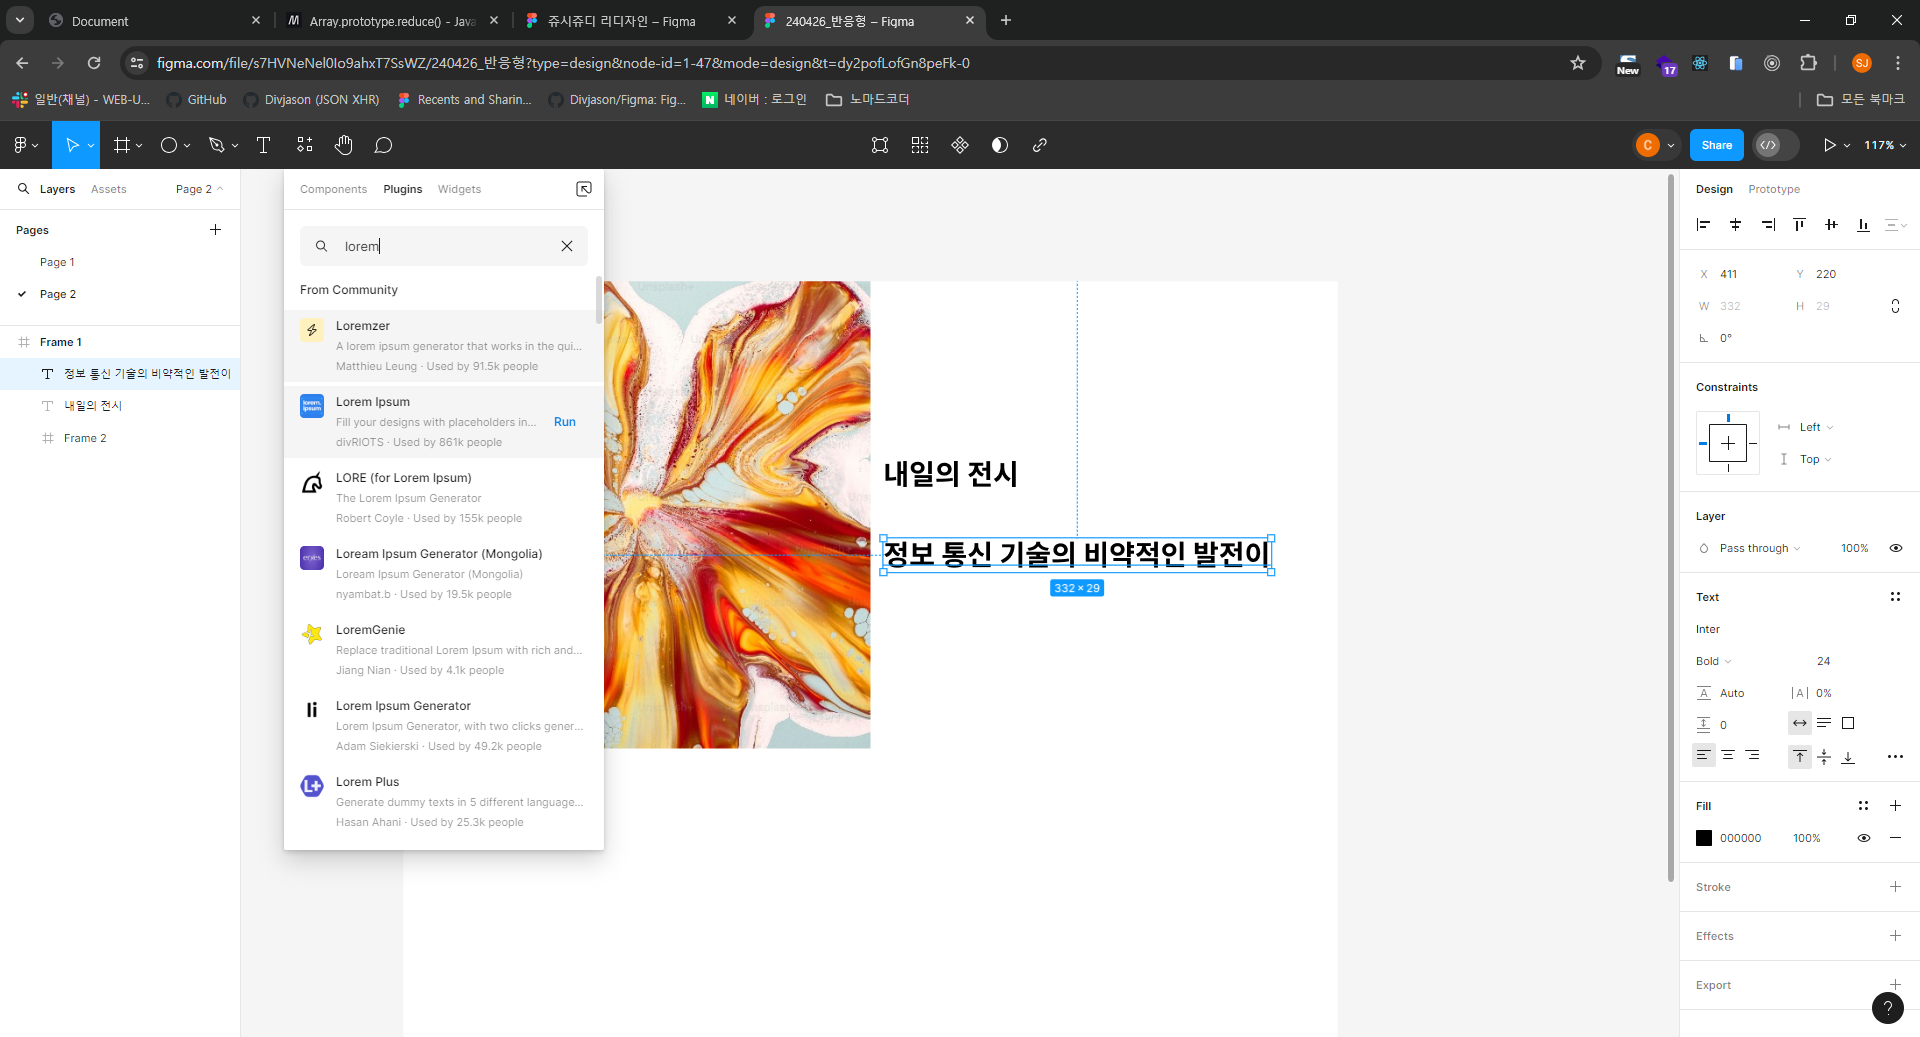 Document
Array.prototype.reduce() - Java
쥬시쥬디 리디자인 – Figma
240426_반응형 – Figma
figma.com/file/s7HVNeNel0Io9ahxT7SsWZ/240426_반응형?type=design&node-id=1-47&mode=design&t=dy2pofLofGn8peFk-0
New
17
SJ
일반(채널) - WEB-U...
GitHub
Divjason (JSON XHR)
Recents and Sharin...
Divjason/Figma: Fig...
네이버 : 로그인
노마드코더
모든 북마크
C
Share
117%
Layers
Assets
Page 2
Pages
Page 1
Page 2
Frame 1
정보 통신 기술의 비약적인 발전이
내일의 전시
Frame 2
Components
Plugins
Widgets
lorem
From Community
Loremzer
A lorem ipsum generator that works in the qui...
Matthieu Leung · Used by 91.5k people
lorem.
ipsum
Lorem Ipsum
Fill your designs with placeholders in...
Run
divRIOTS · Used by 861k people
LORE (for Lorem Ipsum)
The Lorem Ipsum Generator
Robert Coyle · Used by 155k people
Loream Ipsum Generator (Mongolia)
Loream Ipsum Generator (Mongolia)
nyambat.b · Used by 19.5k people
LoremGenie
Replace traditional Lorem Ipsum with rich and...
Jiang Nian · Used by 4.1k people
li
Lorem Ipsum Generator
Lorem Ipsum Generator, with two clicks gener...
Adam Siekierski · Used by 49.2k people
L+
Lorem Plus
Generate dummy texts in 5 different language...
Hasan Ahani · Used by 25.3k people
내일의 전시
정보 통신 기술의 비약적인 발전이
332 × 29
Design
Prototype
X 411
Y 220
W 332
H 29
0°
Constraints
Left
Top
Layer
Pass through
100%
Text
Inter
Bold
24
Auto
0%
0
Fill
000000
100%
Stroke
Effects
Export
?